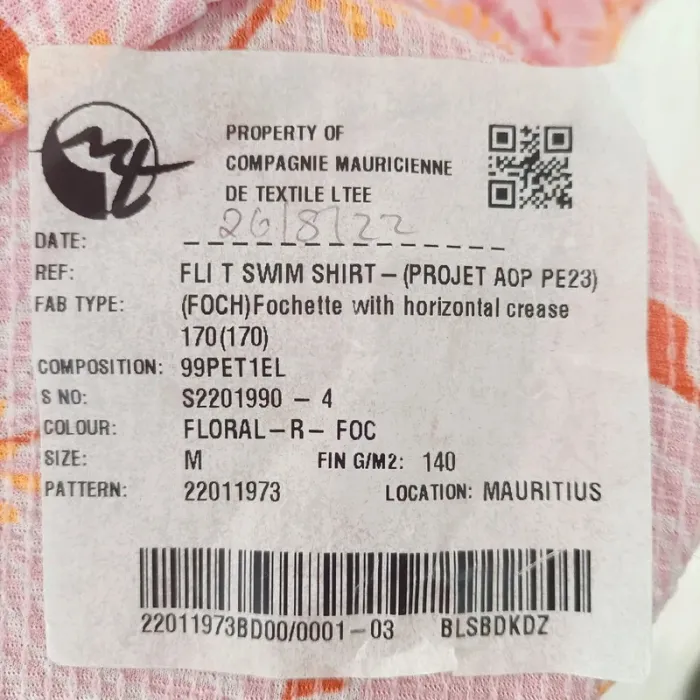 PROPERTY OF
COMPAGNIE MAURICIENNE
DE TEXTILE LTEE
DATE: 26/8/22
REF: FLI T SWIM SHIRT-(PROJET AOP PE23)
FAB TYPE: (FOCH)Fochette with horizontal crease
170(170)
COMPOSITION: 99PET1EL
S NO: S2201990 - 4
COLOUR: FLORAL-R- FOC
SIZE: M FIN G/M2: 140
PATTERN: 22011973 LOCATION: MAURITIUS
22011973BD00/0001-03 BLSBDKDZ